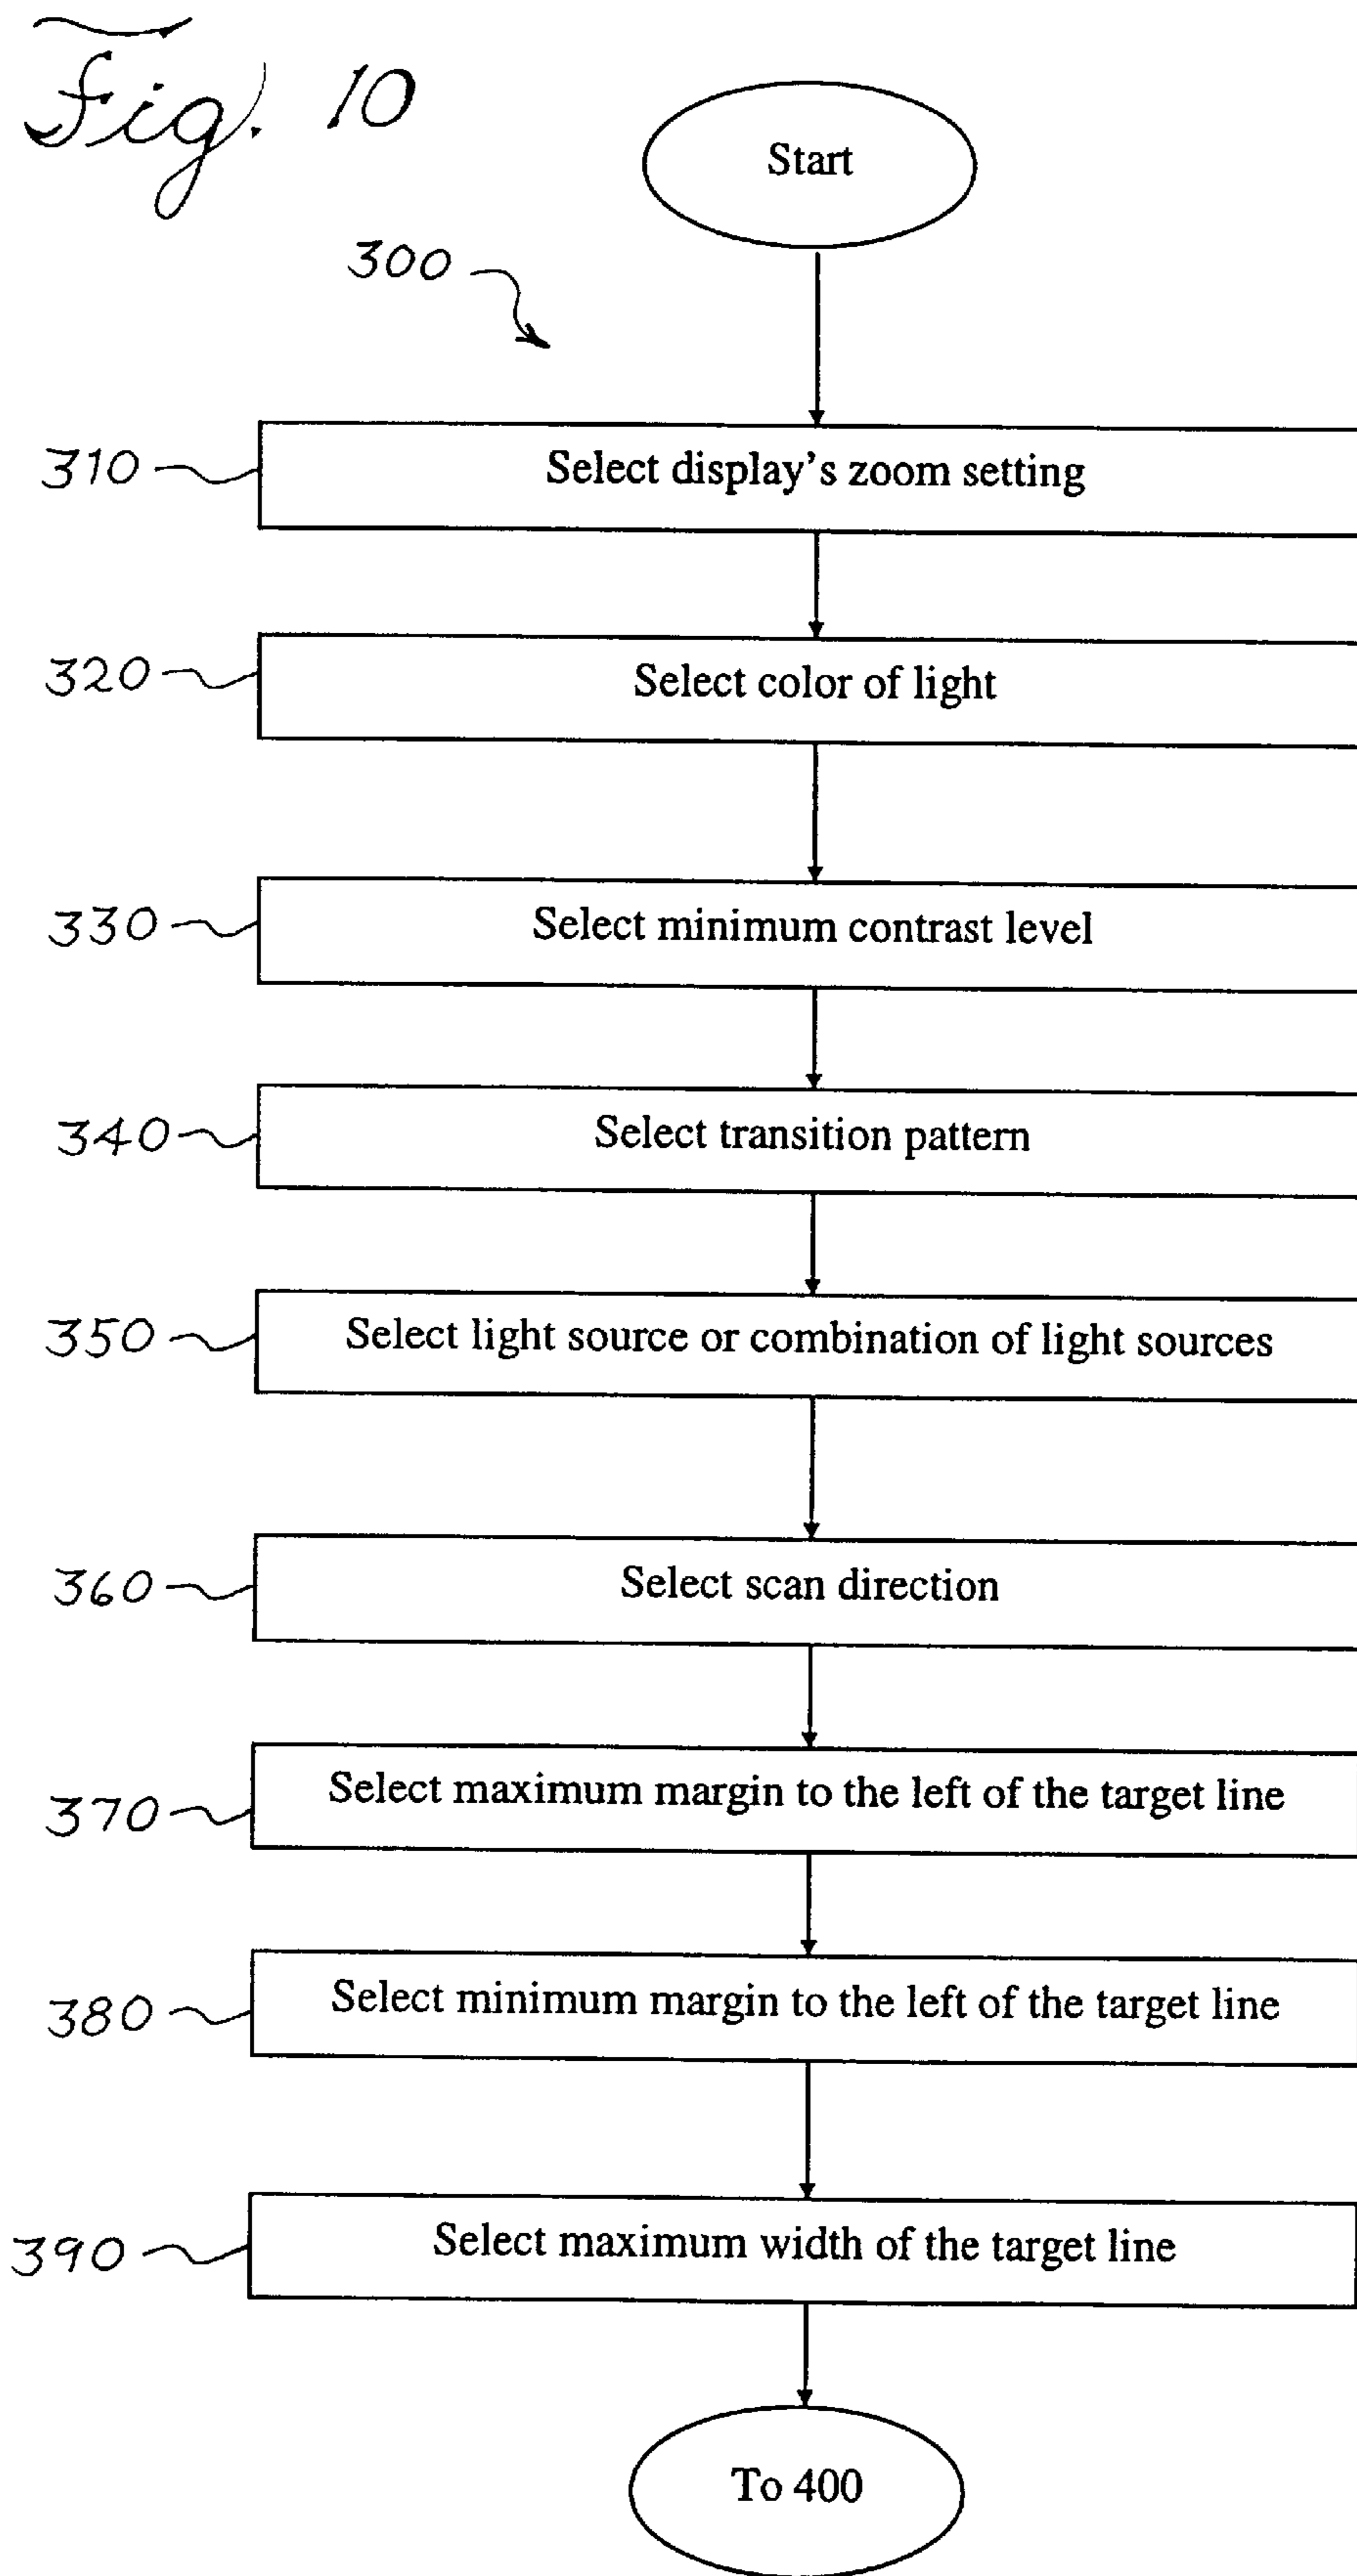 Fig. 10
Start
300
310
Select display's zoom setting
320
Select color of light
330
Select minimum contrast level
340
Select transition pattern
350
Select light source or combination of light sources
360
Select scan direction
370
Select maximum margin to the left of the target line
380
Select minimum margin to the left of the target line
390
Select maximum width of the target line
To 400